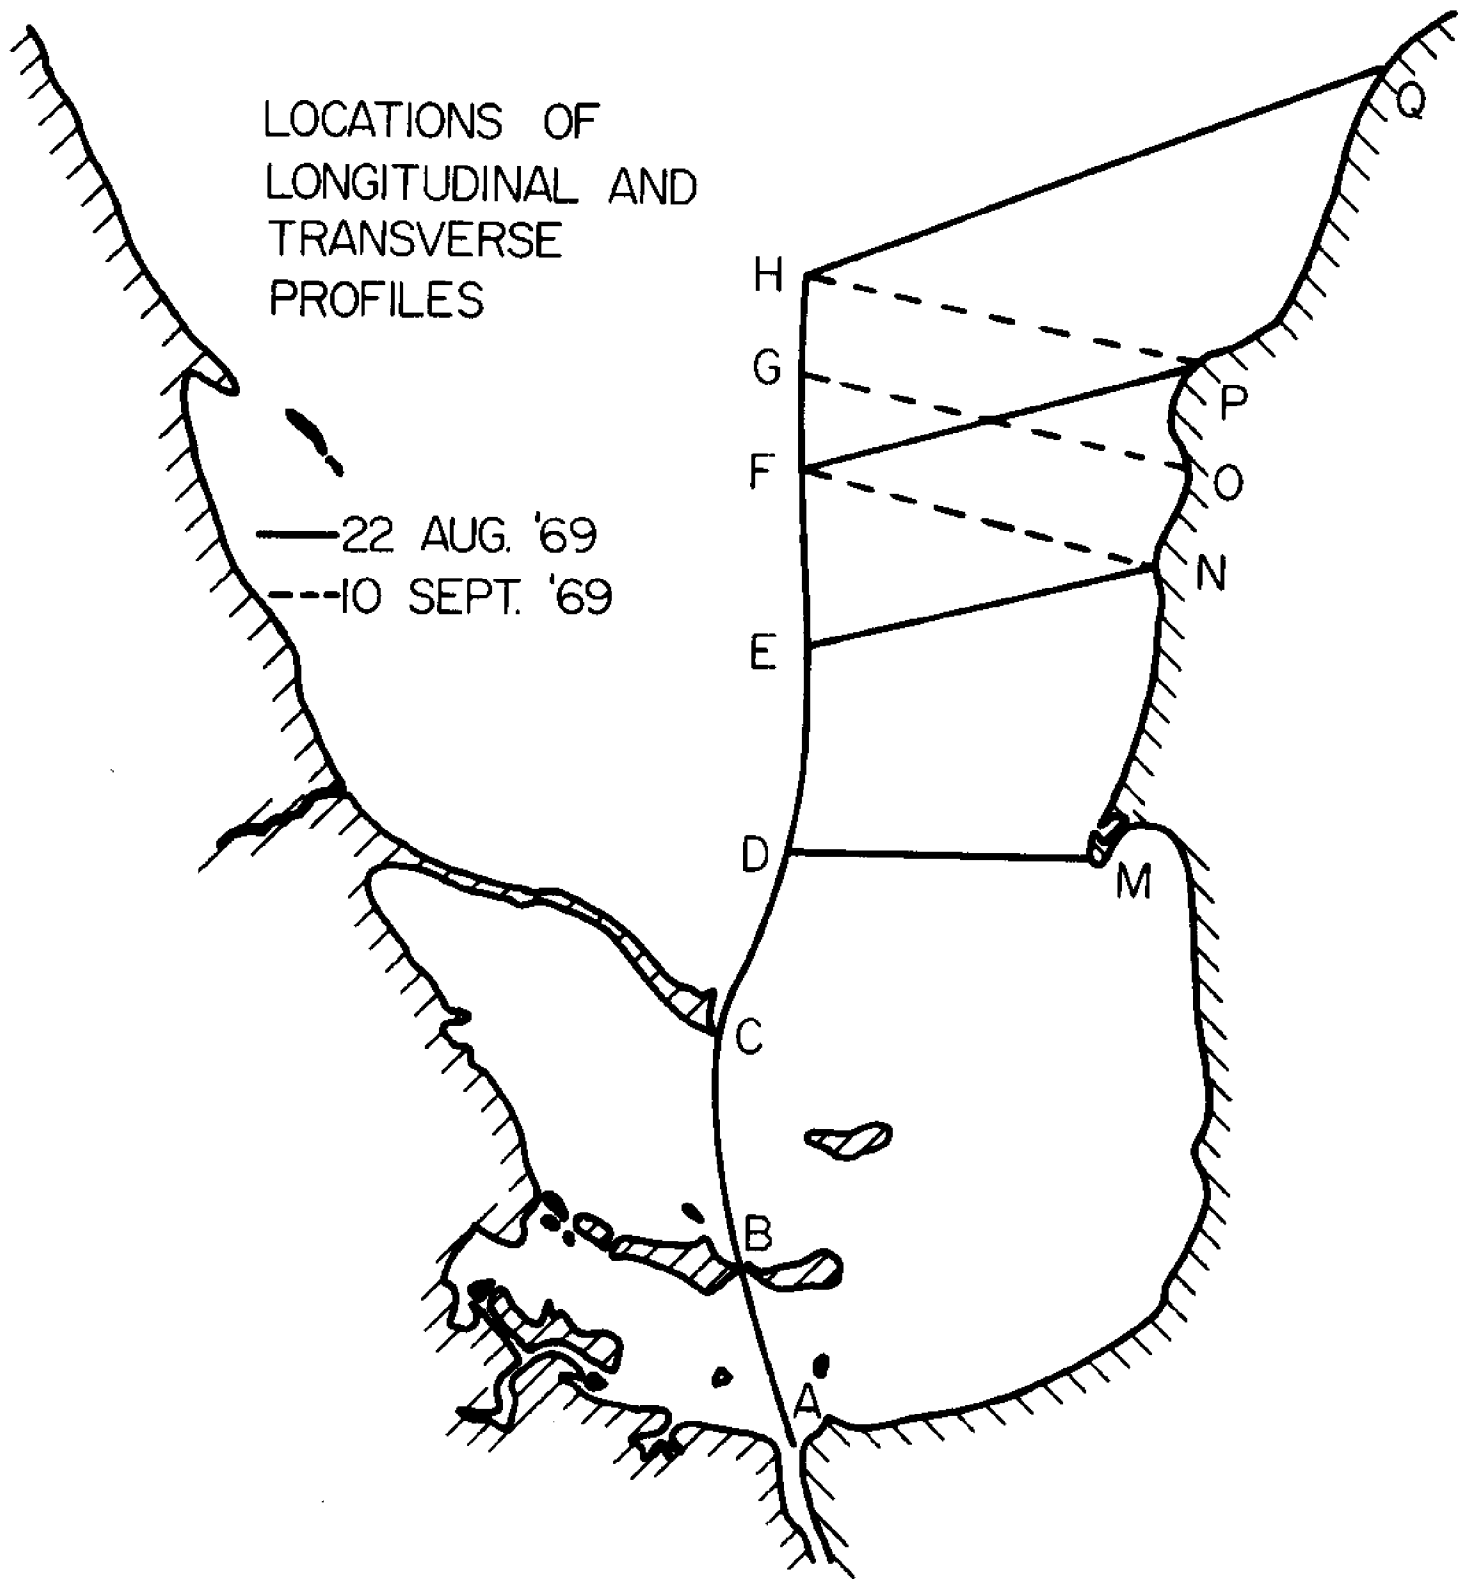 LOCATIONS OF
LONGITUDINAL AND
TRANSVERSE
PROFILES
Q
H
G
P
F
O
22 AUG. '69
N
10 SEPT. '69
E
D
M
C
B
A